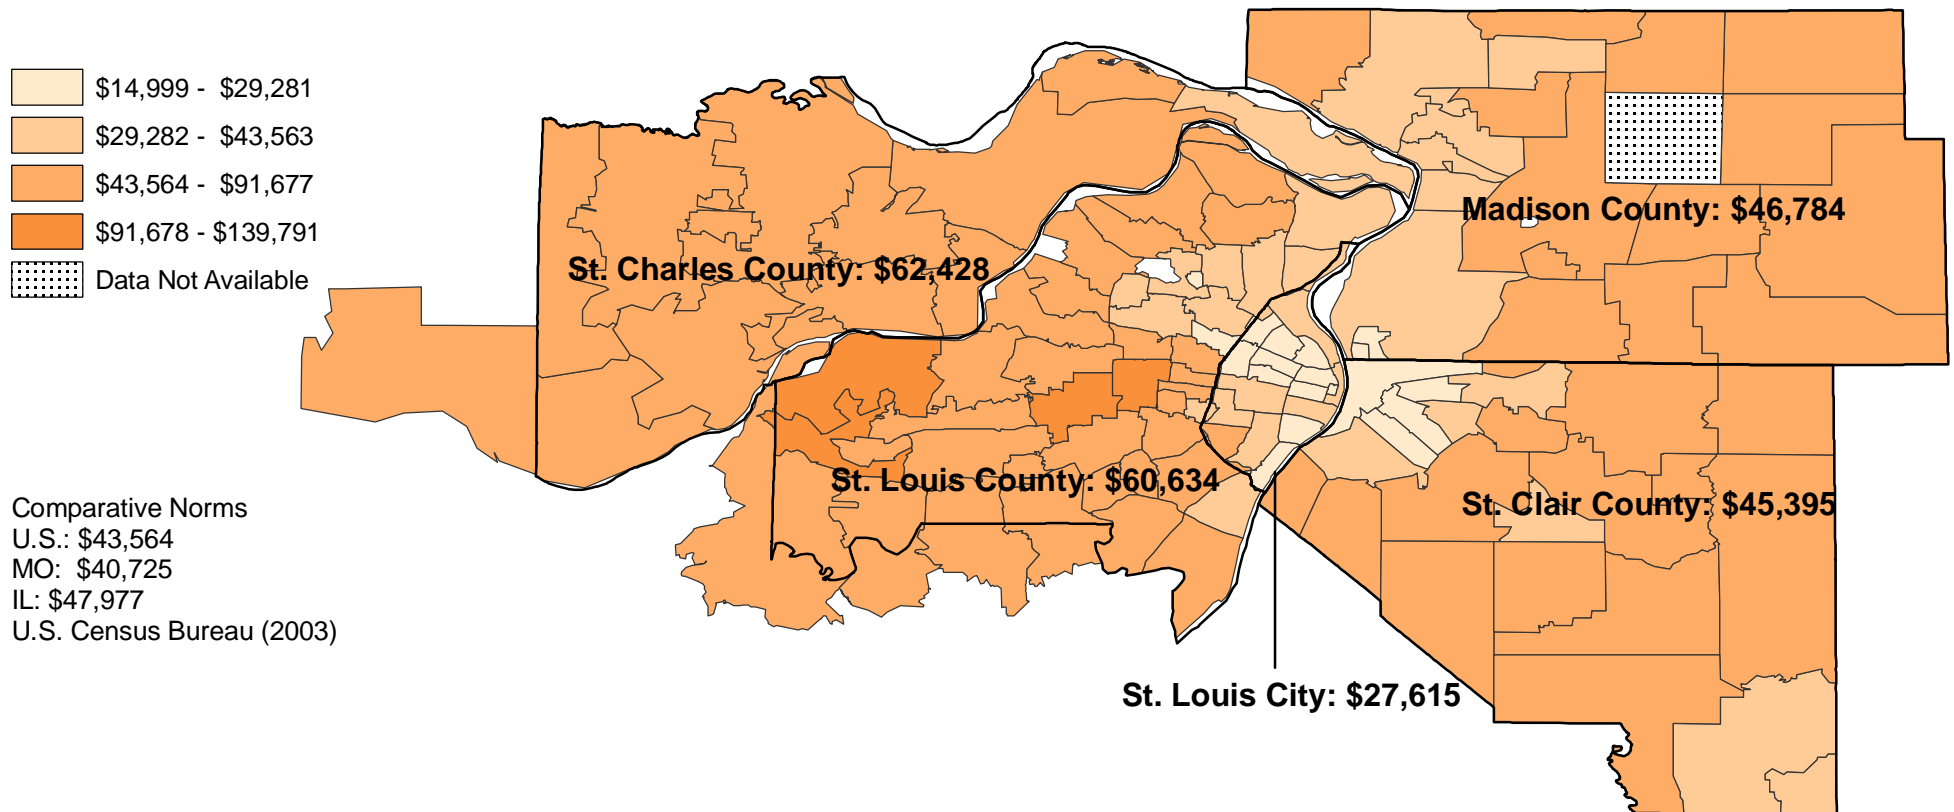 $14,999 - $29,281
$29,282 - $43,563
$43,564 - $91,677
$91,678 - $139,791
Data Not Available
Madison County: $46,784
St. Charles County: $62,428
St. Louis County: $60,634
St. Clair County: $45,395
St. Louis City: $27,615
Comparative Norms
U.S.: $43,564
MO: $40,725
IL: $47,977
U.S. Census Bureau (2003)